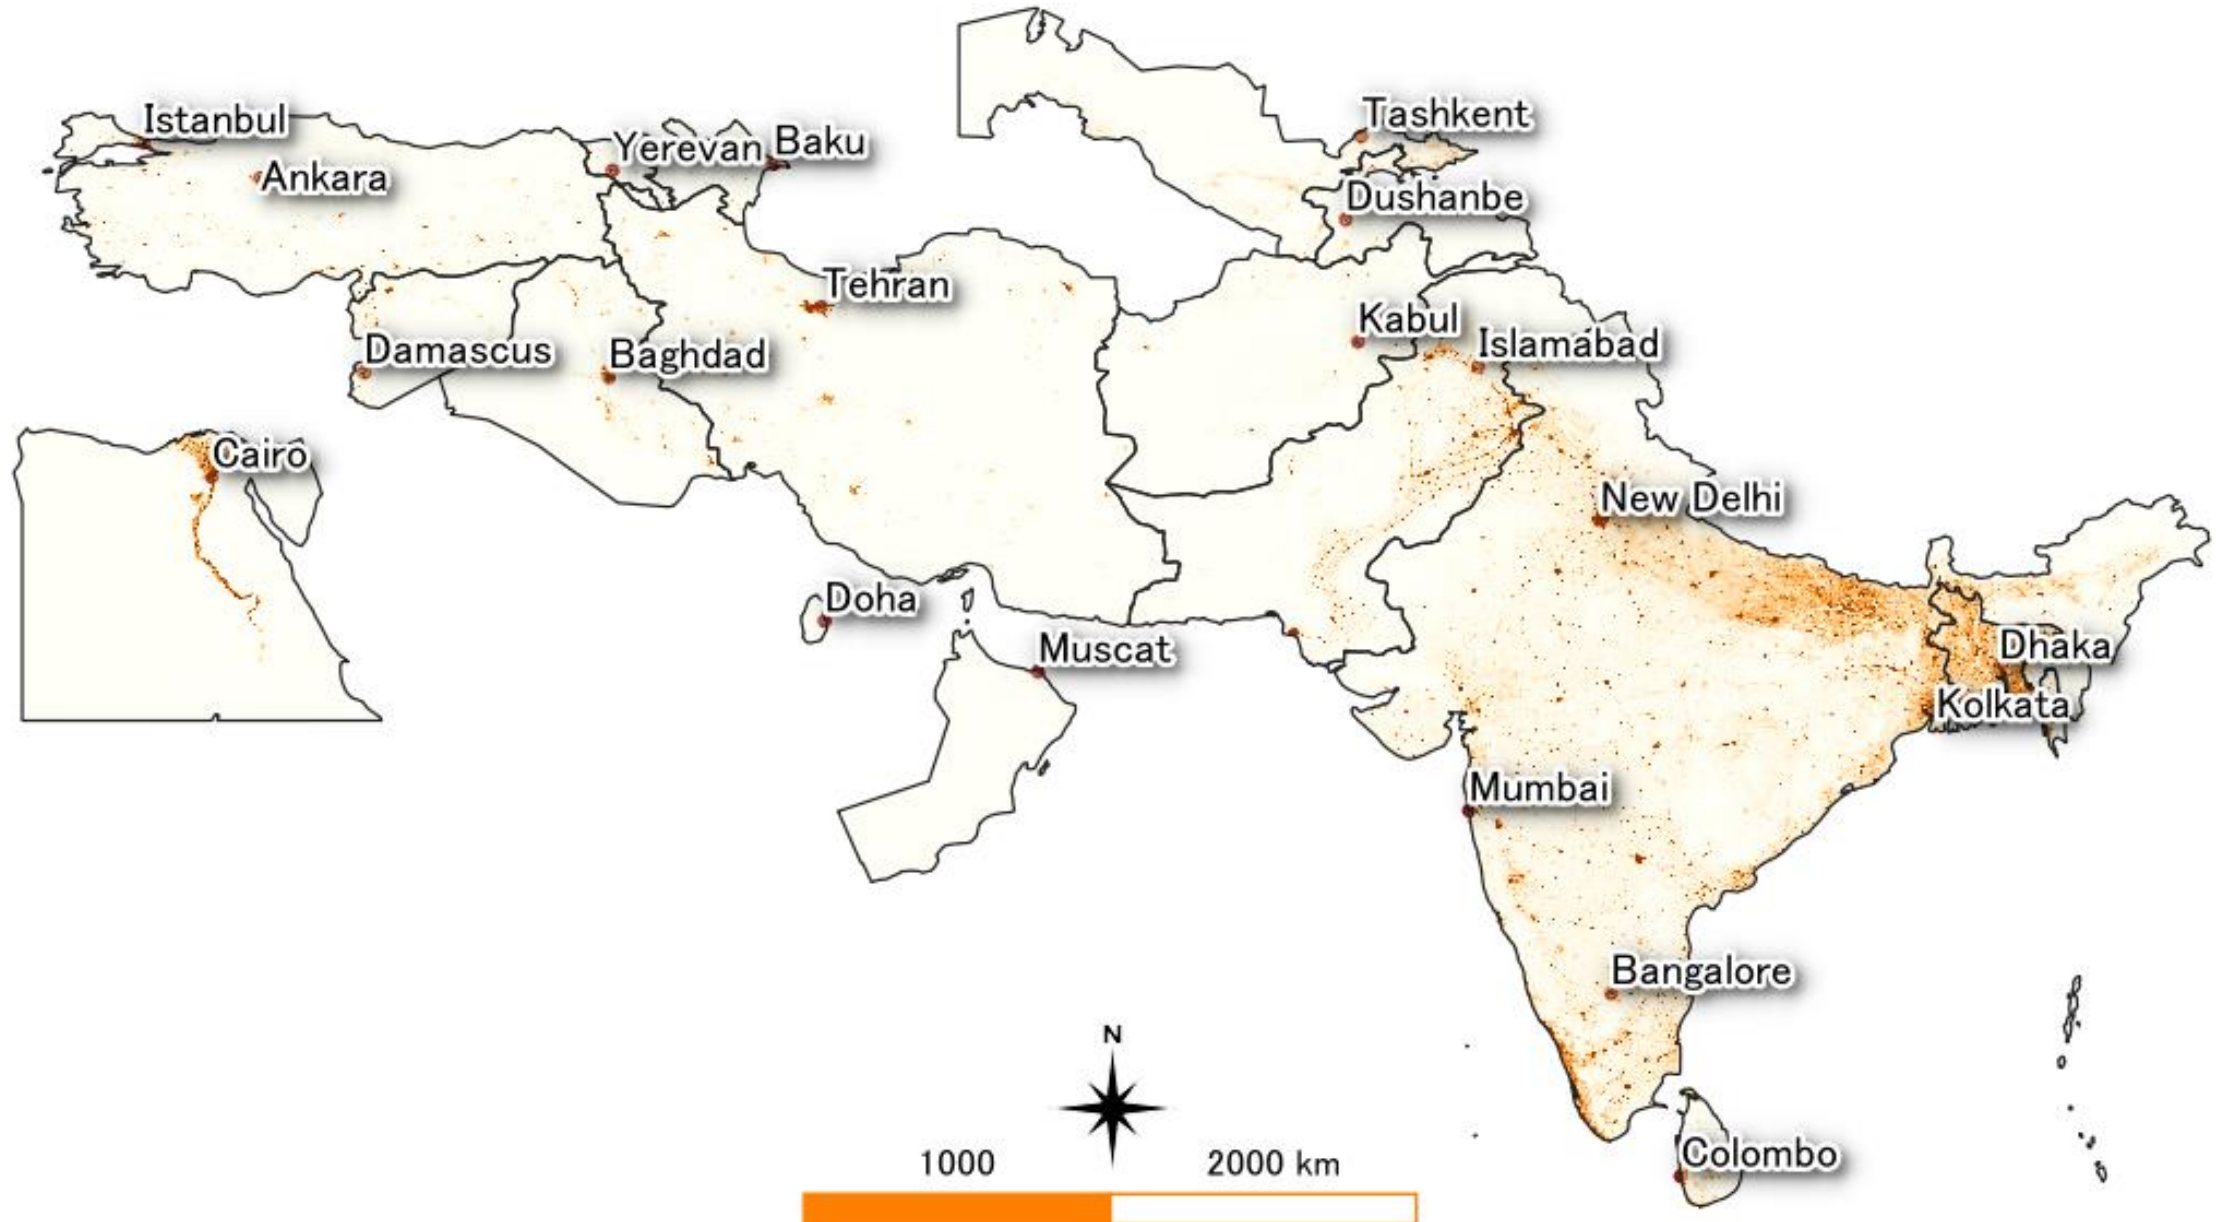 Istanbul
Tashkent
Yerevan
Baku
Ankara
Dushanbe
Tehran
Kabul
Islamabad
Damascus
Baghdad
Cairo
New Delhi
Doha
Muscat
Dhaka
Kolkata
Mumbai
Bangalore
N
Colombo
1000
2000 km